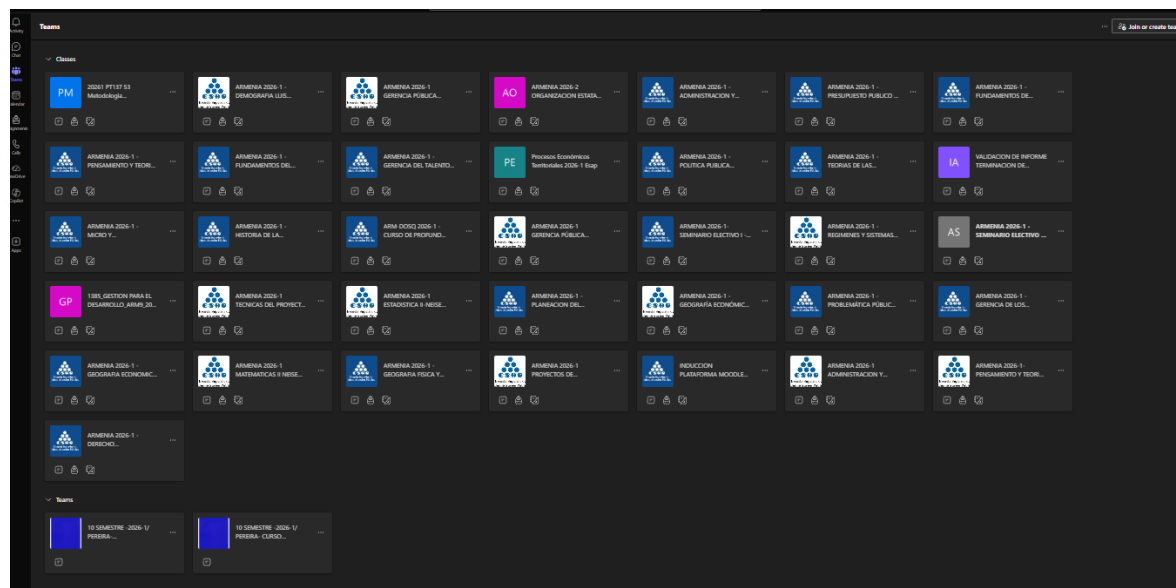 Teams
Join or create team
Activity
Chat
Teams
Calls
Copilot
Apps
Classes
PM
20261 PT137 S3
Metodologia...
ARMENIA 2026-1 -
DEMOGRAFIA LUIS...
ARMENIA 2026-1
GERENCIA PÚBLICA...
AO
ARMENIA 2026-2
ORGANIZACION ESTATA...
ARMENIA 2026-1 -
ADMINISTRACION Y...
ARMENIA 2026-1 -
PRESUPUESTO PUBLICO ...
ARMENIA 2026-1 -
FUNDAMENTOS DE...
ARMENIA 2026-1 -
PENSAMIENTO Y TEORI...
ARMENIA 2026-1 -
FUNDAMENTOS DEL...
ARMENIA 2026-1 -
GERENCIA DEL TALENTO...
PE
Procesos Económicos
Territoriales 2026-1 Esap
ARMENIA 2026-1 -
POLITICA PUBLICA...
ARMENIA 2026-1 -
TEORIAS DE LAS...
IA
VALIDACION DE INFORME
TERMINACION DE...
ARMENIA 2026-1 -
MICRO Y...
ARMENIA 2026-1 -
HISTORIA DE LA...
ARM-DOSQ 2026-1 -
CURSO DE PROFUND...
ARMENIA 2026-1
GERENCIA PÚBLICA...
ARMENIA 2026-1 -
SEMINARIO ELECTIVO I -...
ARMENIA 2026-1 -
REGIMENES Y SISTEMAS...
AS
ARMENIA 2026-1 -
SEMINARIO ELECTIVO ...
GP
1385_GESTION PARA EL
DESARROLLO_ARM9_20...
ARMENIA 2026-1
TECNICAS DEL PROYECT...
ARMENIA 2026-1
ESTADISTICA II-NEISE...
ARMENIA 2026-1 -
PLANEACION DEL...
ARMENIA 2026-1 -
GEOGRAFÍA ECONÓMIC...
ARMENIA 2026-1 -
PROBLEMÁTICA PÚBLIC...
ARMENIA 2026-1 -
GERENCIA DE LOS...
ARMENIA 2026-1 -
GEOGRAFIA ECONOMIC...
ARMENIA 2026-1
MATEMATICAS II NEISE...
ARMENIA 2026-1 -
GEOGRAFIA FISICA Y...
ARMENIA 2026-1
PROYECTOS DE...
INDUCCION
PLATAFORMA MOODLE...
ARMENIA 2026-1
ADMINISTRACION Y...
ARMENIA 2026-1-
PENSAMIENTO Y TEORI...
ARMENIA 2026-1 -
DERECHO...
Teams
10 SEMESTRE -2026-1/
PEREIRA-...
10 SEMESTRE -2026-1/
PEREIRA- CURSO...